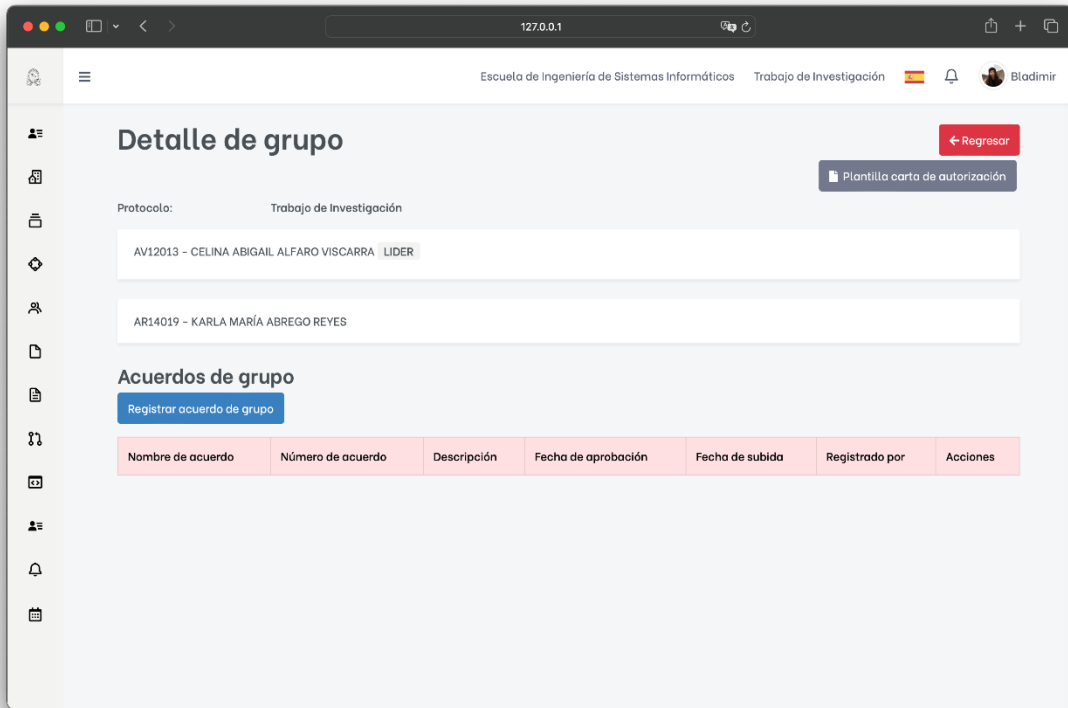 127.0.0.1
Escuela de Ingeniería de Sistemas Informáticos Trabajo de Investigación Bladimir
Detalle de grupo
Regresar
Plantilla carta de autorización
Protocolo: Trabajo de Investigación
AV12013 - CELINA ABIGAIL ALFARO VISCARRA LIDER
AR14019 - KARLA MARÍA ABREGO REYES
Acuerdos de grupo
Registrar acuerdo de grupo
Nombre de acuerdo Número de acuerdo Descripción Fecha de aprobación Fecha de subida Registrado por Acciones